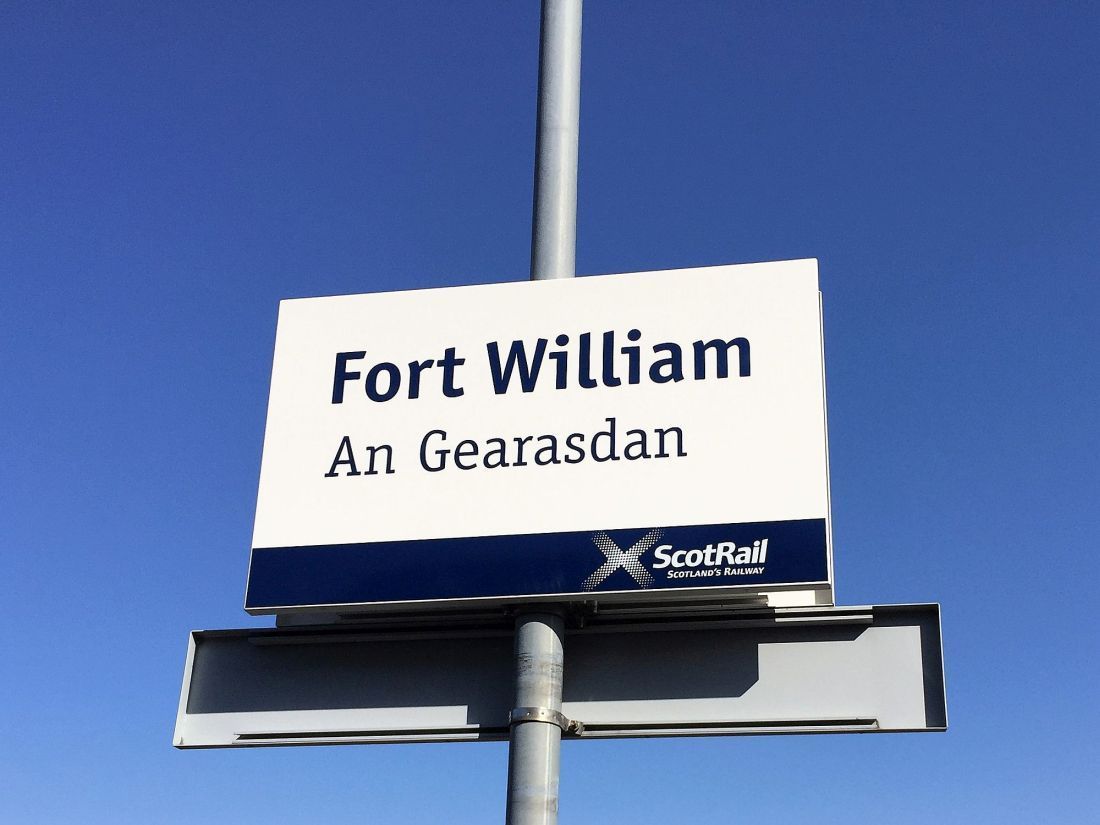 Fort William
An Gearasdan
ScotRail
Scotland's Railway